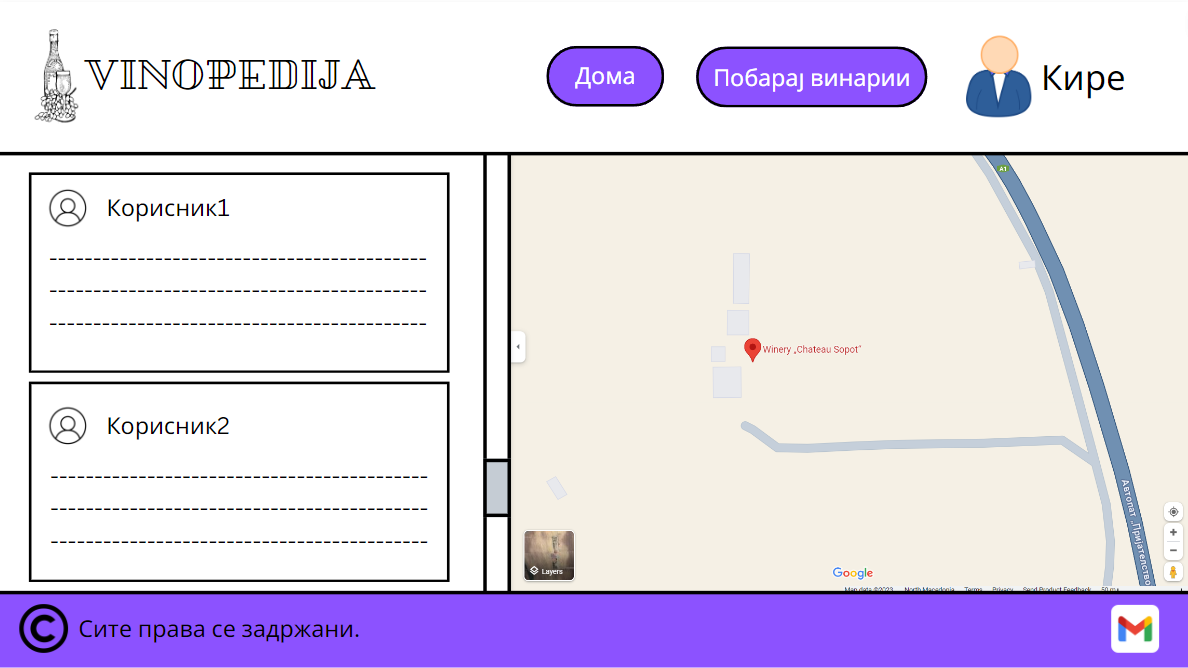 VINOPEDIJA
Дома
Побарај винарии
Кире
Корисник1
Корисник2
A1
Winery „Chateau Sopot“
Автопат „Пријателство
Layers
Google
Map data ©2023 North Macedonia Terms Privacy Send Product Feedback 50 m
Сите права се задржани.